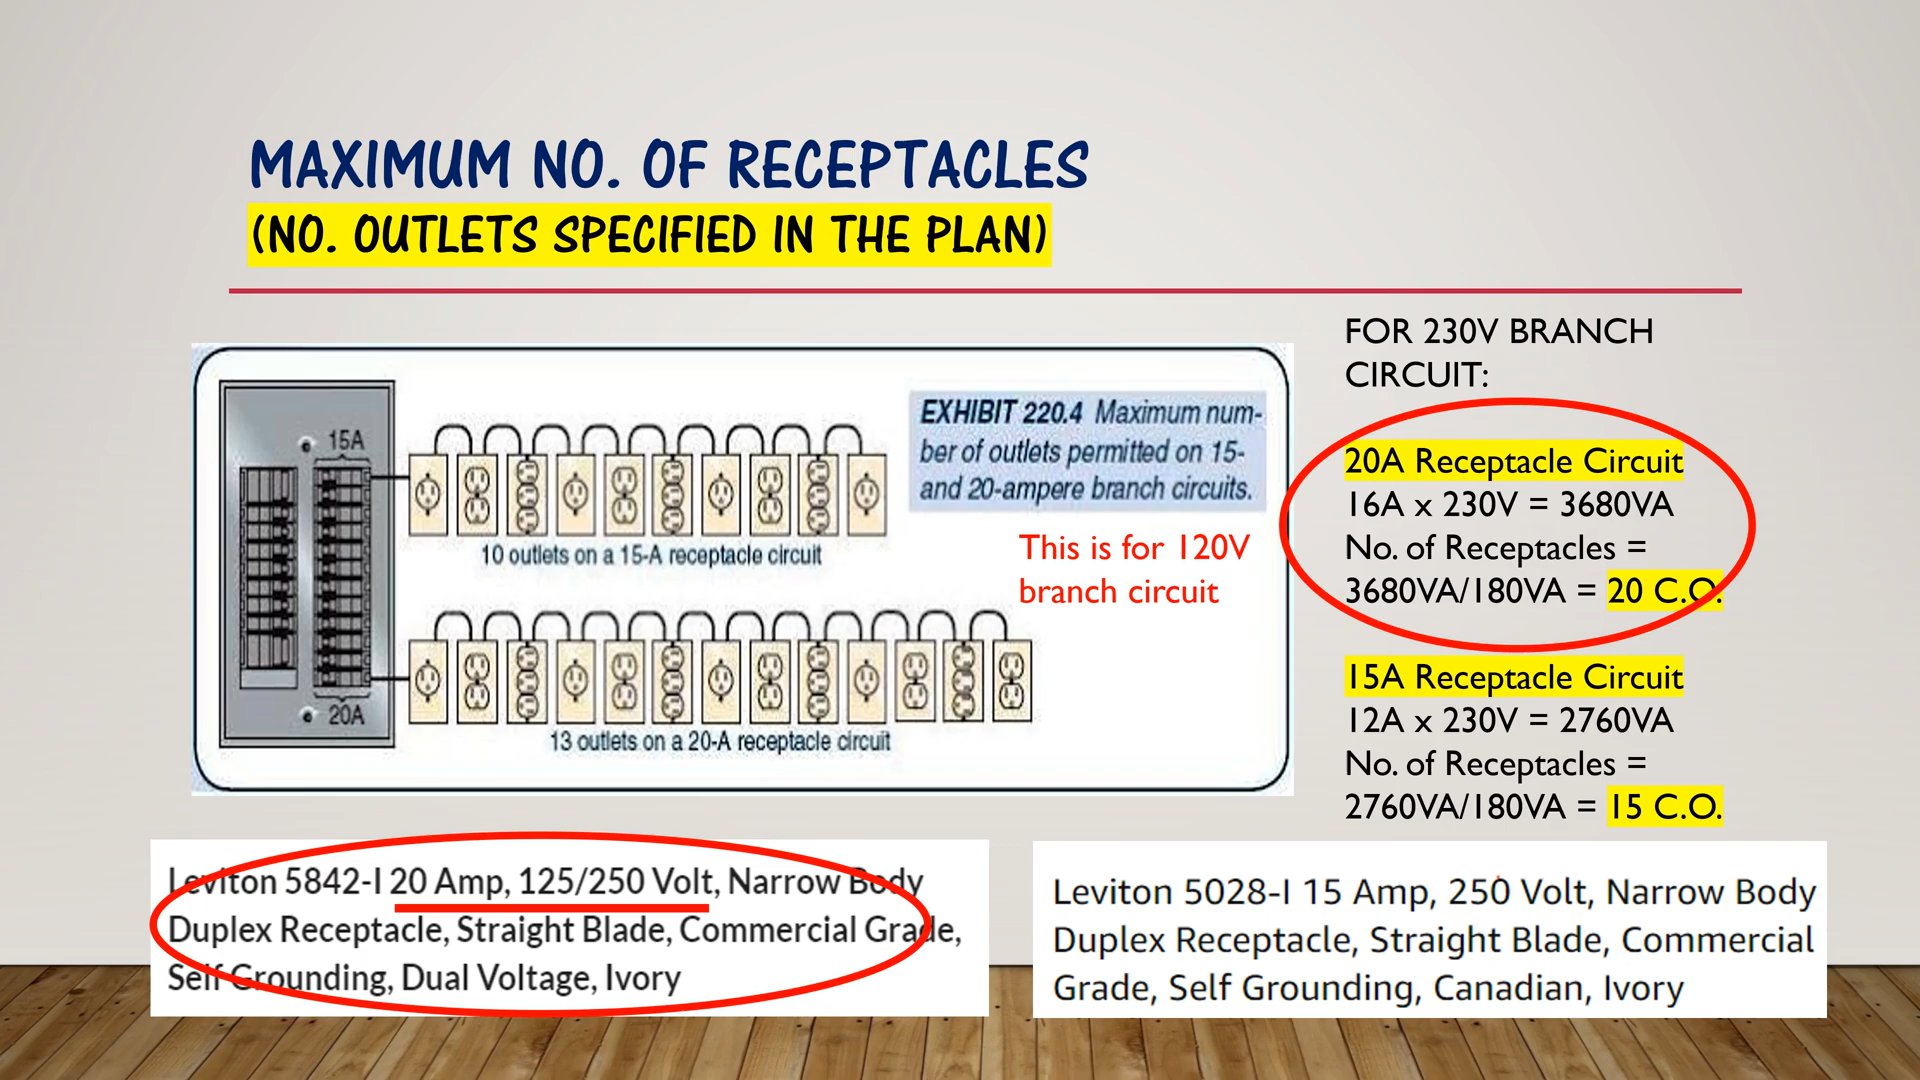 MAXIMUM NO. OF RECEPTACLES
(NO. OUTLETS SPECIFIED IN THE PLAN)
15A
20A
10 outlets on a 15-A receptacle circuit
13 outlets on a 20-A receptacle circuit
EXHIBIT 220.4 Maximum num-
ber of outlets permitted on 15-
and 20-ampere branch circuits.
This is for 120V
branch circuit
FOR 230V BRANCH
CIRCUIT:
20A Receptacle Circuit
16A x 230V = 3680VA
No. of Receptacles =
3680VA/180VA = 20 C.O.
15A Receptacle Circuit
12A x 230V = 2760VA
No. of Receptacles =
2760VA/180VA = 15 C.O.
Leviton 5842-I 20 Amp, 125/250 Volt, Narrow Body
Duplex Receptacle, Straight Blade, Commercial Grade,
Self Grounding, Dual Voltage, Ivory
Leviton 5028-I 15 Amp, 250 Volt, Narrow Body
Duplex Receptacle, Straight Blade, Commercial
Grade, Self Grounding, Canadian, Ivory